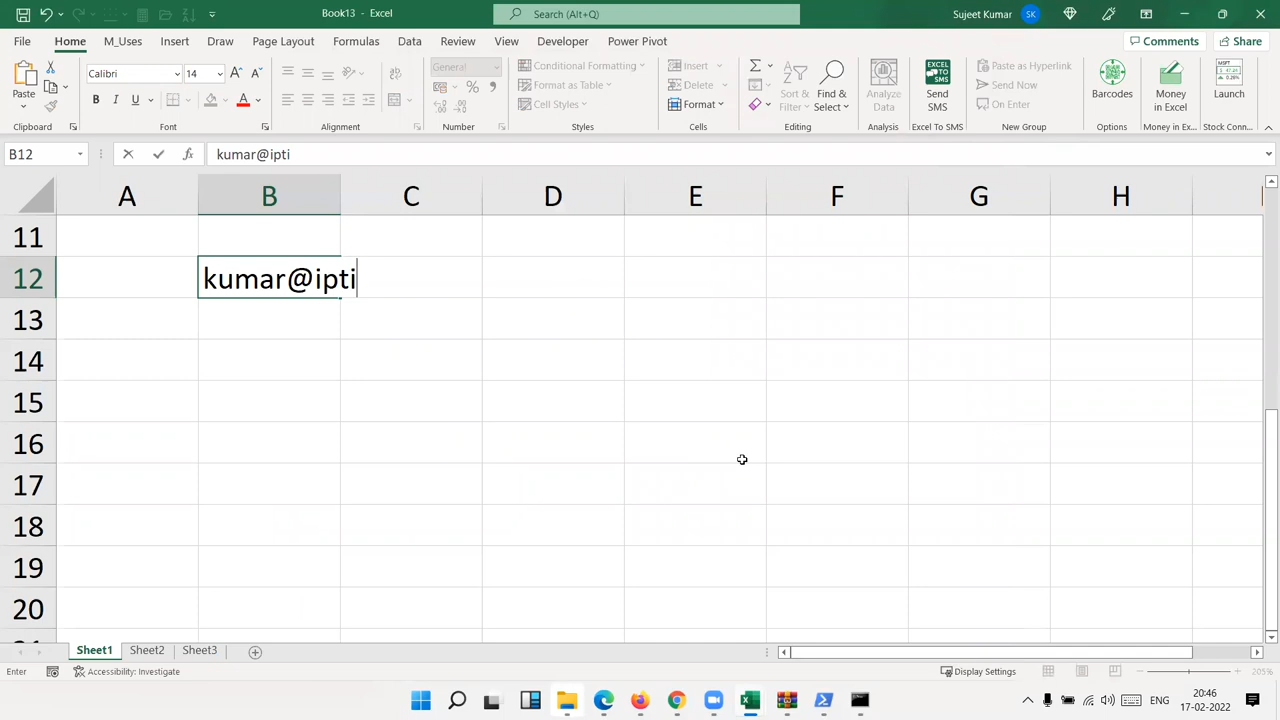 Book13 - Excel
Search (Alt+Q)
Sujeet Kumar
SK
File Home M_Uses Insert Draw Page Layout Formulas Data Review View Developer Power Pivot
Comments
Share
Paste
Calibri
14
General
Conditional Formatting
Format as Table
Cell Styles
Insert
Delete
Format
Sort &
Filter
Find &
Select
Analyze
Data
Send
SMS
Paste as Hyperlink
Send Now
On Enter
Barcodes
Money
in Excel
Launch
Clipboard Font Alignment Number Styles Cells Editing Analysis Excel To SMS New Group Options Money in Ex... Stock Conn...
B12
kumar@ipti
A B C D E F G H
11
12 kumar@ipti
13
14
15
16
17
18
19
20
Sheet1 Sheet2 Sheet3
Enter
Accessibility: Investigate
Display Settings
205%
ENG
20:46
17-02-2022